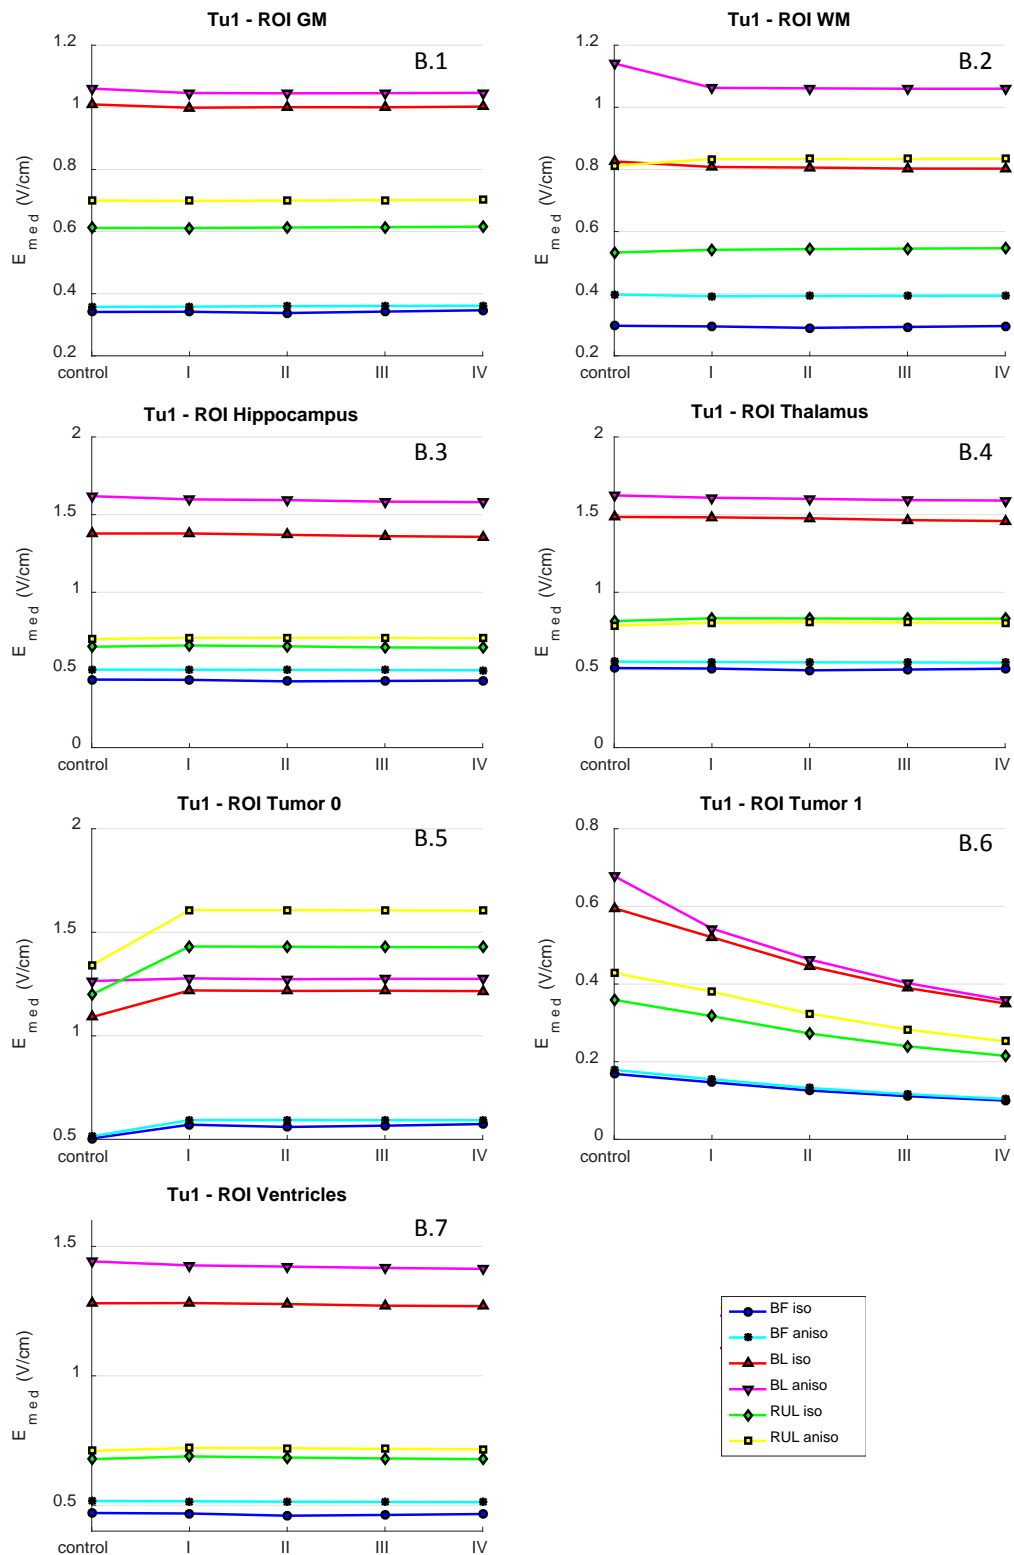 Tu1 - ROI GM
B.1
1.2
1
0.8
0.6
0.4
0.2
E med (V/cm)
control I II III IV
Tu1 - ROI WM
B.2
1.2
1
0.8
0.6
0.4
0.2
E med (V/cm)
control I II III IV
Tu1 - ROI Hippocampus
B.3
2
1.5
1
0.5
0
E med (V/cm)
control I II III IV
Tu1 - ROI Thalamus
B.4
2
1.5
1
0.5
0
E med (V/cm)
control I II III IV
Tu1 - ROI Tumor 0
B.5
2
1.5
1
0.5
E med (V/cm)
control I II III IV
Tu1 - ROI Tumor 1
B.6
0.8
0.6
0.4
0.2
0
E med (V/cm)
control I II III IV
Tu1 - ROI Ventricles
B.7
1.5
1
0.5
E med (V/cm)
control I II III IV
BF iso
BF aniso
BL iso
BL aniso
RUL iso
RUL aniso